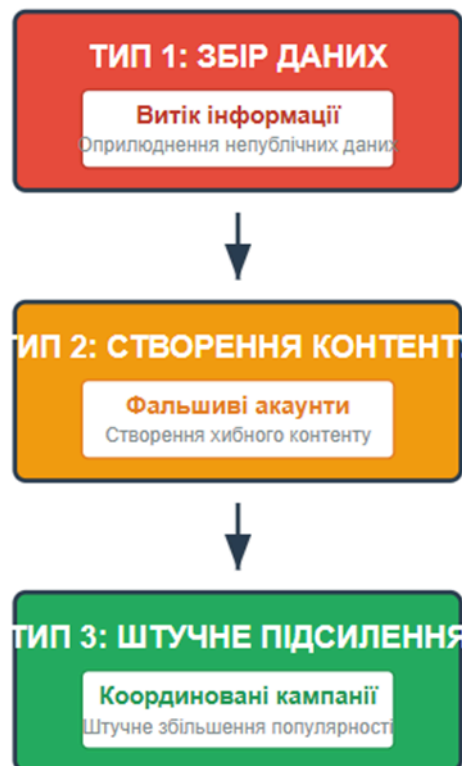 ТИП 1: ЗБІР ДАНИХ
Витік інформації
Оприлюднення непублічних даних
ТИП 2: СТВОРЕННЯ КОНТЕНТУ
Фальшиві акаунти
Створення хибного контенту
ТИП 3: ШТУЧНЕ ПІДСИЛЕННЯ
Координовані кампанії
Штучне збільшення популярності